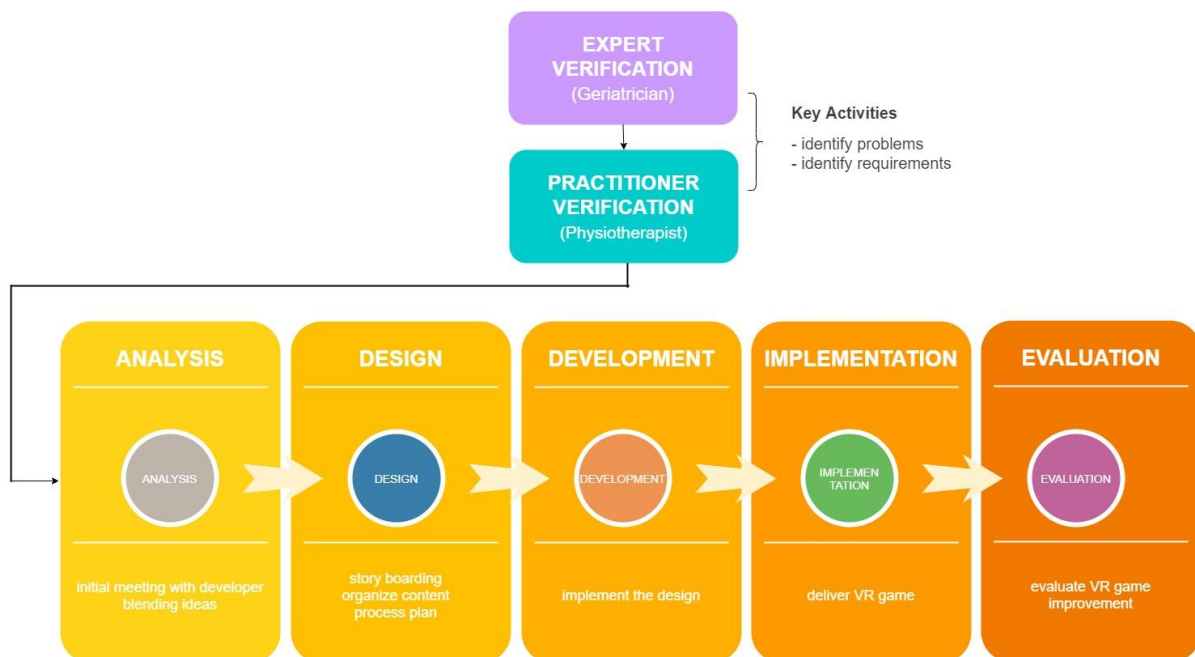 EXPERT
VERIFICATION
(Geriatrician)
Key Activities
- identify problems
- identify requirements
PRACTITIONER
VERIFICATION
(Physiotherapist)
ANALYSIS
ANALYSIS
initial meeting with developer
blending ideas
DESIGN
DESIGN
story boarding
organize content
process plan
DEVELOPMENT
DEVELOPMENT
implement the design
IMPLEMENTATION
IMPLEMEN
TATION
deliver VR game
EVALUATION
EVALUATION
evaluate VR game
improvement